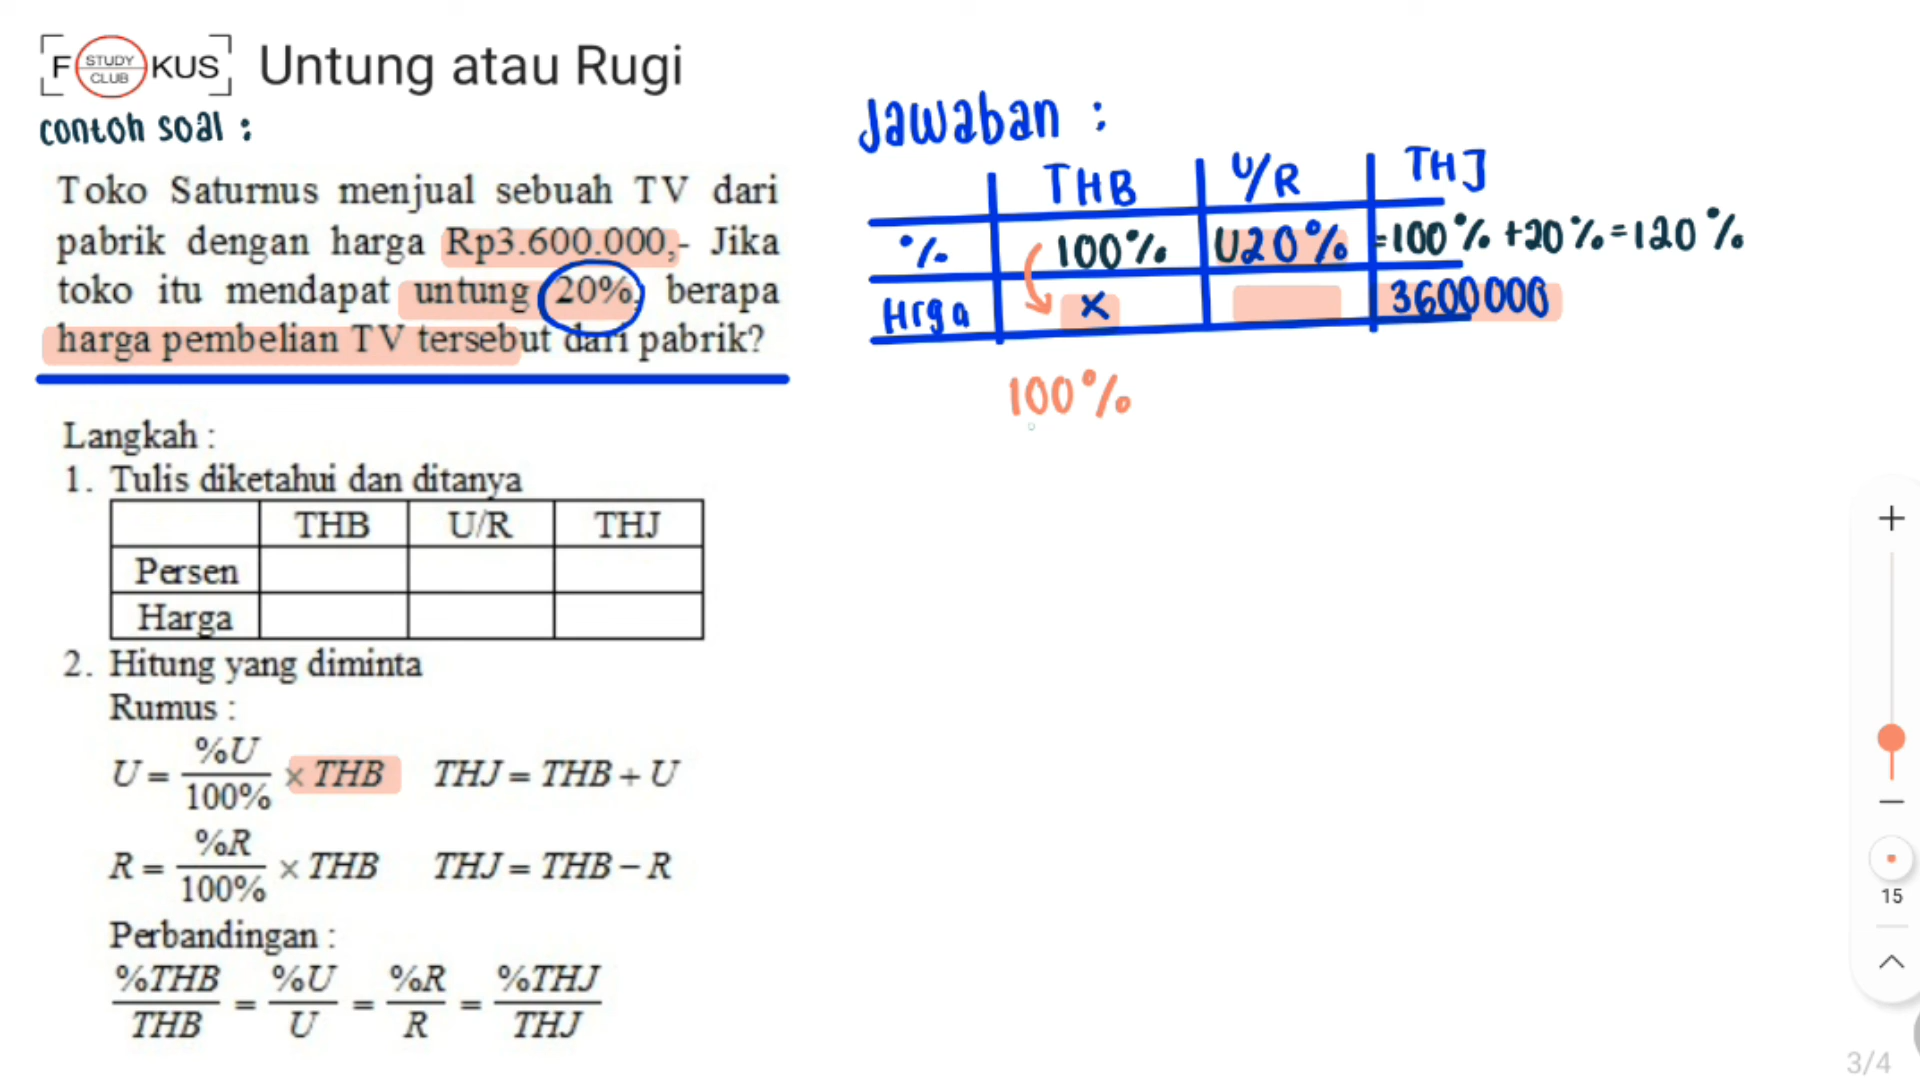 FOKUS STUDY CLUB Untung atau Rugi
contoh soal :
Toko Saturnus menjual sebuah TV dari
pabrik dengan harga Rp3.600.000,- Jika
toko itu mendapat untung 20%, berapa
harga pembelian TV tersebut dari pabrik?
Langkah :
1. Tulis diketahui dan ditanya
THB U/R THJ
Persen
Harga
2. Hitung yang diminta
Rumus :
U = %U/100% × THB THJ = THB + U
R = %R/100% × THB THJ = THB − R
Perbandingan :
%THB/THB = %U/U = %R/R = %THJ/THJ
Jawaban :
THB U/R THJ
% 100% U20% =100% +20%=120%
Hrga x 3600000
100%
15
3/4